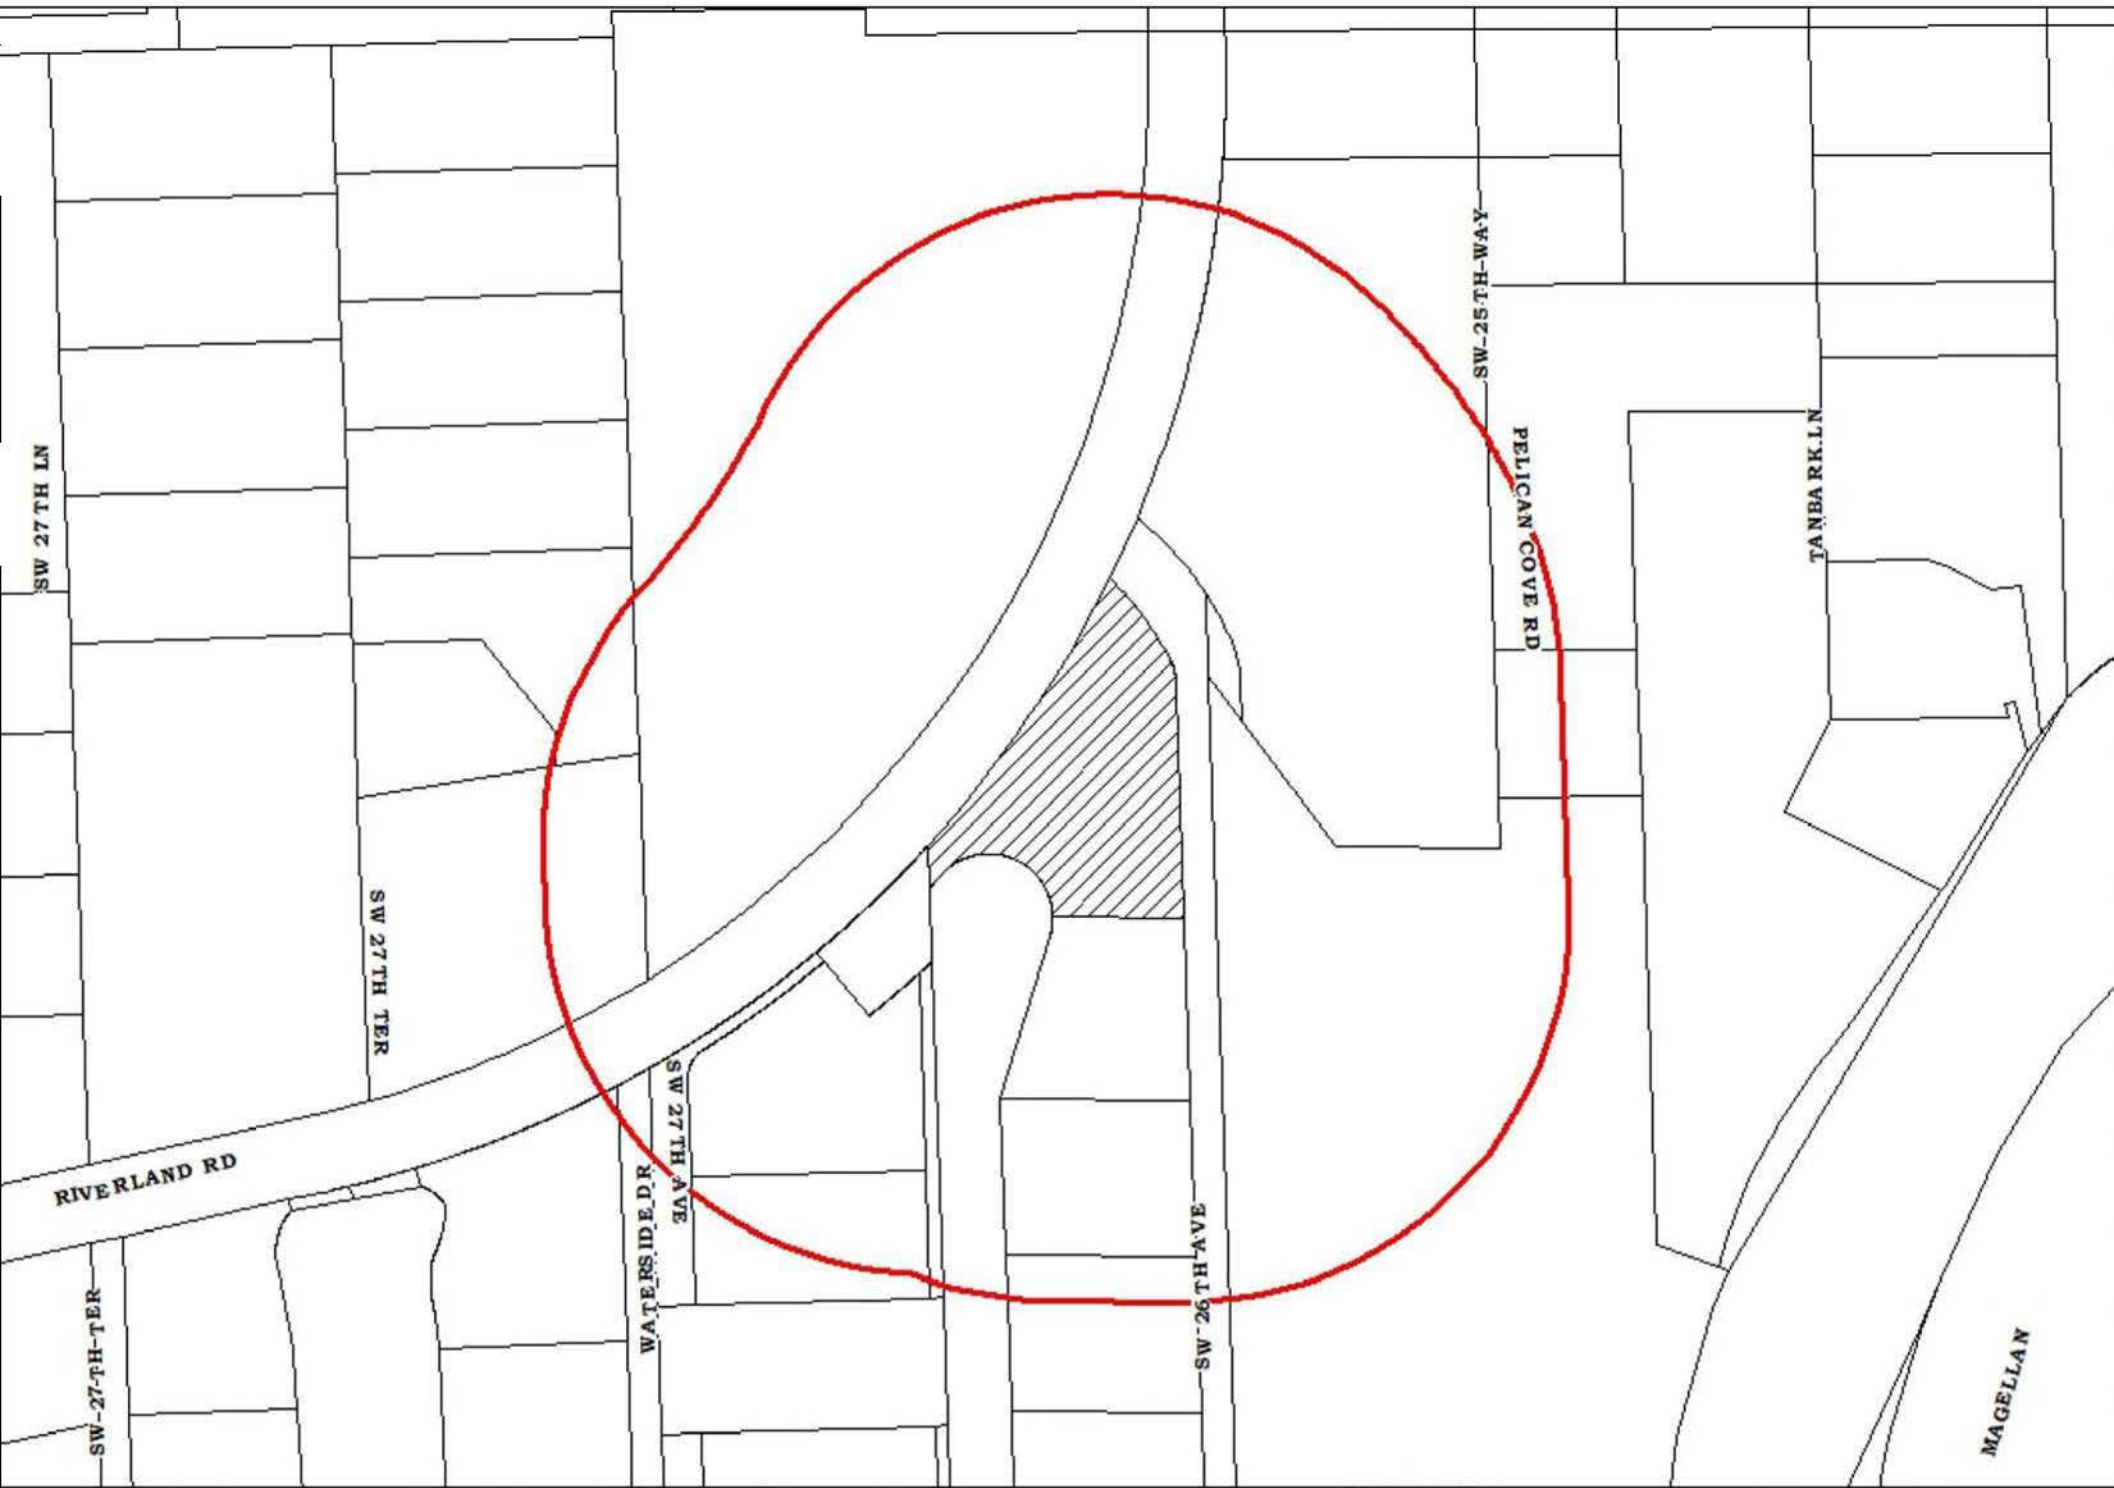 SW 27TH LN
SW 25TH WAY
PELICAN COVE RD
TANBARK LN
SW 27TH TER
RIVERLAND RD
SW 27TH AVE
WATERSIDE DR
SW 26TH AVE
SW-27-TH-TER
MAGELLAN